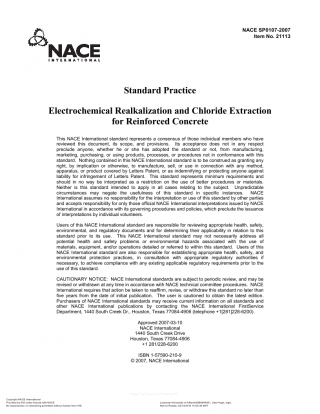 NACE SP0107-2007
Item No. 21113
NACE
INTERNATIONAL
Standard Practice
Electrochemical Realkalization and Chloride Extraction
for Reinforced Concrete
This NACE International standard represents a consensus of those individual members who have
reviewed this document, its scope, and provisions. Its acceptance does not in any respect
preclude anyone, whether he or she has adopted the standard or not, from manufacturing,
marketing, purchasing, or using products, processes, or procedures not in conformance with this
standard. Nothing contained in this NACE International standard is to be construed as granting any
right, by implication or otherwise, to manufacture, sell, or use in connection with any method,
apparatus, or product covered by Letters Patent, or as indemnifying or protecting anyone against
liability for infringement of Letters Patent. This standard represents minimum requirements and
should in no way be interpreted as a restriction on the use of better procedures or materials.
Neither is this standard intended to apply in all cases relating to the subject. Unpredictable
circumstances may negate the usefulness of this standard in specific instances. NACE
International assumes no responsibility for the interpretation or use of this standard by other parties
and accepts responsibility for only those official NACE International interpretations issued by NACE
International in accordance with its governing procedures and policies, which preclude the issuance
of interpretations by individual volunteers.
Users of this NACE International standard are responsible for reviewing appropriate health, safety,
environmental, and regulatory documents and for determining their applicability in relation to this
standard prior to its use. This NACE International standard may not necessarily address all
potential health and safety problems or environmental hazards associated with the use of
materials, equipment, and/or operations detailed or referred to within this standard. Users of this
NACE International standard are also responsible for establishing appropriate health, safety, and
environmental protection practices, in consultation with appropriate regulatory authorities if
necessary, to achieve compliance with any existing applicable regulatory requirements prior to the
use of this standard.
CAUTIONARY NOTICE: NACE International standards are subject to periodic review, and may be
revised or withdrawn at any time in accordance with NACE technical committee procedures. NACE
International requires that action be taken to reaffirm, revise, or withdraw this standard no later than
five years from the date of initial publication. The user is cautioned to obtain the latest edition.
Purchasers of NACE International standards may receive current information on all standards and
other NACE International publications by contacting the NACE International FirstService
Department, 1440 South Creek Dr., Houston, Texas 77084-4906 (telephone +1[281]228-6200).
Approved 2007-03-10
NACE International
1440 South Creek Drive
Houston, Texas 77084-4906
+1 281/228-6200
ISBN 1-57590-210-9
© 2007, NACE International